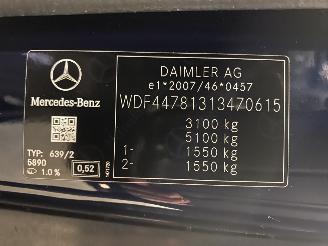 Mercedes-Benz
TYP: 639/2
5890
1.0 %
0,52
DAIMLER AG
e1*2007/46*0457
WDF44781313470615
3100 kg
5100 kg
1- 1550 kg
2- 1550 kg